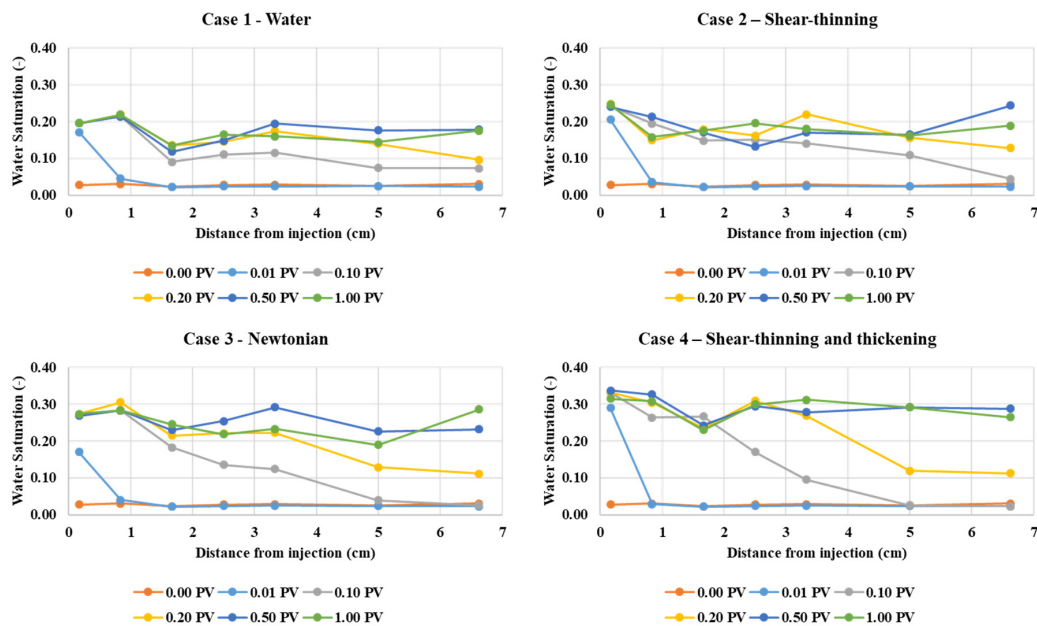 Case 1 - Water
0.40
0.30
0.20
0.10
0.00
Water Saturation (-)
0 1 2 3 4 5 6 7
Distance from injection (cm)
0.00 PV 0.01 PV 0.10 PV
0.20 PV 0.50 PV 1.00 PV
Case 2 – Shear-thinning
0.40
0.30
0.20
0.10
0.00
Water Saturation (-)
0 1 2 3 4 5 6 7
Distance from injection (cm)
0.00 PV 0.01 PV 0.10 PV
0.20 PV 0.50 PV 1.00 PV
Case 3 - Newtonian
0.40
0.30
0.20
0.10
0.00
Water Saturation (-)
0 1 2 3 4 5 6 7
Distance from injection (cm)
0.00 PV 0.01 PV 0.10 PV
0.20 PV 0.50 PV 1.00 PV
Case 4 – Shear-thinning and thickening
0.40
0.30
0.20
0.10
0.00
Water Saturation (-)
0 1 2 3 4 5 6 7
Distance from injection (cm)
0.00 PV 0.01 PV 0.10 PV
0.20 PV 0.50 PV 1.00 PV